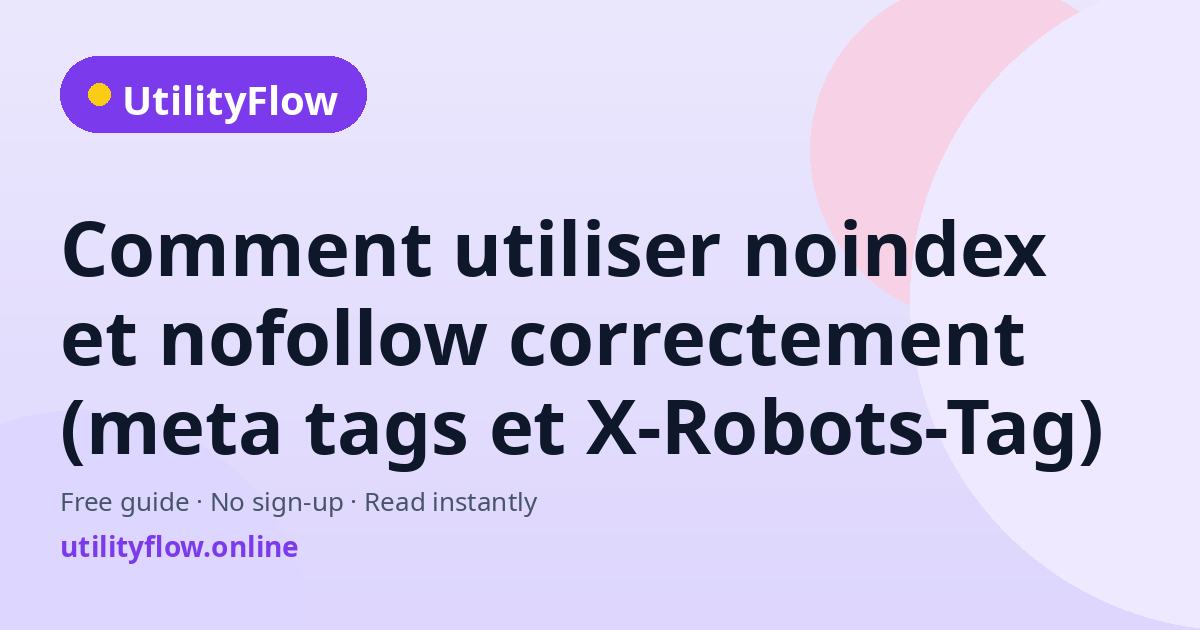 UtilityFlow
Comment utiliser noindex
et nofollow correctement
(meta tags et X-Robots-Tag)
Free guide · No sign-up · Read instantly
utilityflow.online